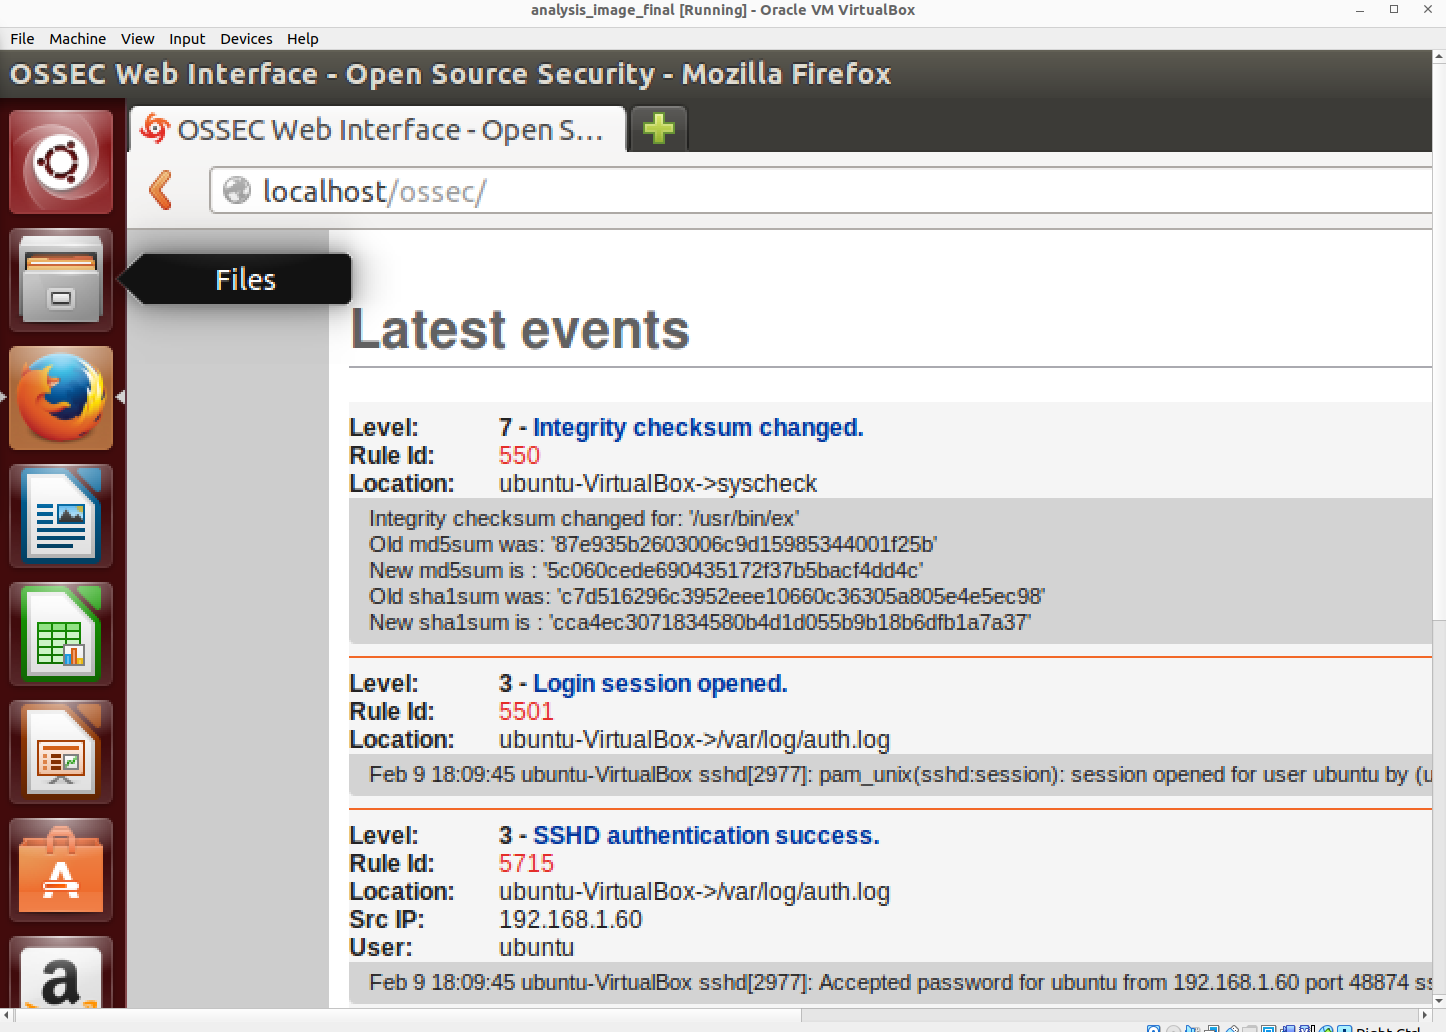 analysis_image_final [Running] - Oracle VM VirtualBox
File Machine View Input Devices Help
OSSEC Web Interface - Open Source Security - Mozilla Firefox
OSSEC Web Interface - Open S...
localhost/ossec/
Files
Latest events
Level: 7 - Integrity checksum changed.
Rule Id: 550
Location: ubuntu-VirtualBox->syscheck
Integrity checksum changed for: '/usr/bin/ex'
Old md5sum was: '87e935b2603006c9d15985344001f25b'
New md5sum is : '5c060cede690435172f37b5bacf4dd4c'
Old sha1sum was: 'c7d516296c3952eee10660c36305a805e4e5ec98'
New sha1sum is : 'cca4ec3071834580b4d1d055b9b18b6dfb1a7a37'
Level: 3 - Login session opened.
Rule Id: 5501
Location: ubuntu-VirtualBox->/var/log/auth.log
Feb 9 18:09:45 ubuntu-VirtualBox sshd[2977]: pam_unix(sshd:session): session opened for user ubuntu by (u
Level: 3 - SSHD authentication success.
Rule Id: 5715
Location: ubuntu-VirtualBox->/var/log/auth.log
Src IP: 192.168.1.60
User: ubuntu
Feb 9 18:09:45 ubuntu-VirtualBox sshd[2977]: Accepted password for ubuntu from 192.168.1.60 port 48874 ss
a
Right Ctrl